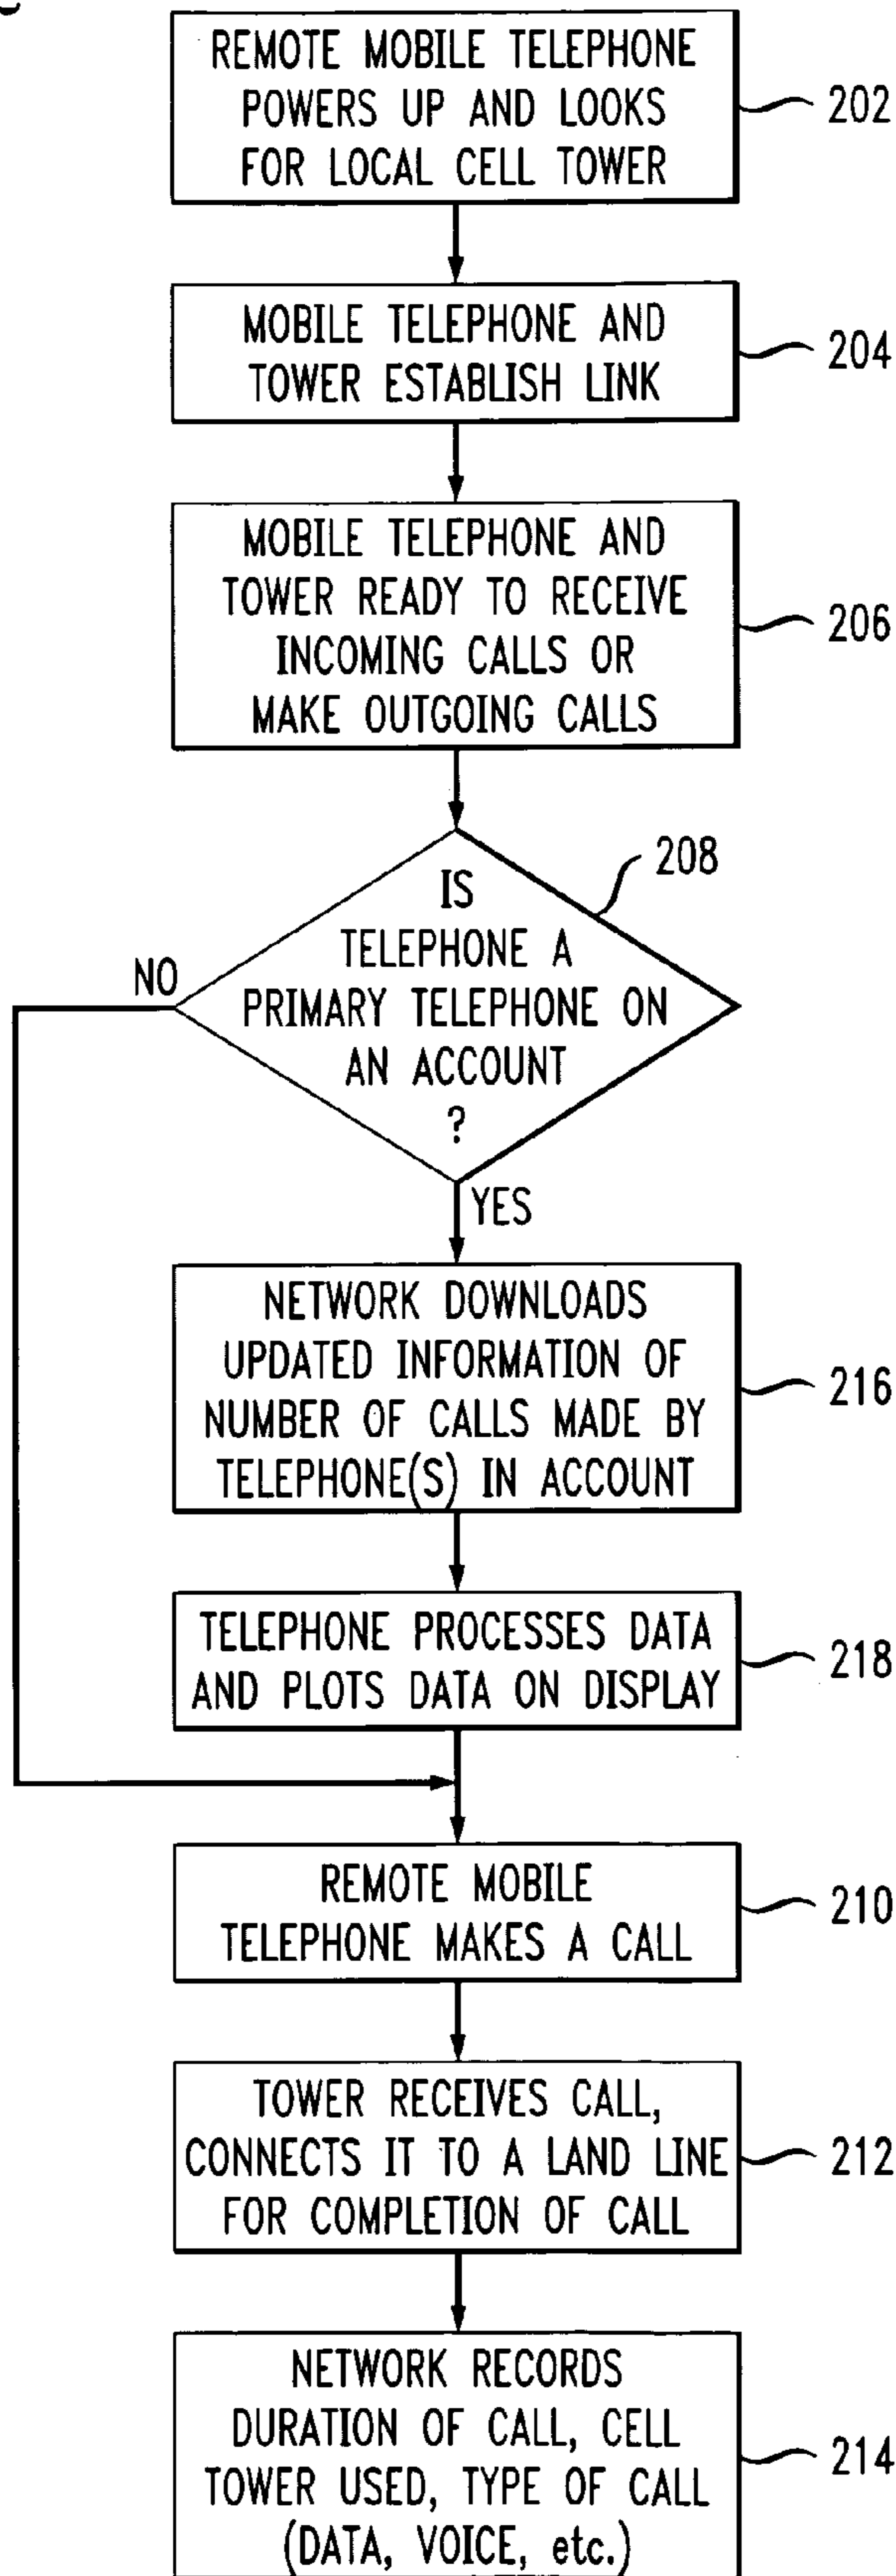 REMOTE MOBILE TELEPHONE
POWERS UP AND LOOKS
FOR LOCAL CELL TOWER
202
MOBILE TELEPHONE AND
TOWER ESTABLISH LINK
204
MOBILE TELEPHONE AND
TOWER READY TO RECEIVE
INCOMING CALLS OR
MAKE OUTGOING CALLS
206
208
IS
TELEPHONE A
PRIMARY TELEPHONE ON
AN ACCOUNT
?
NO
YES
NETWORK DOWNLOADS
UPDATED INFORMATION OF
NUMBER OF CALLS MADE BY
TELEPHONE(S) IN ACCOUNT
216
TELEPHONE PROCESSES DATA
AND PLOTS DATA ON DISPLAY
218
REMOTE MOBILE
TELEPHONE MAKES A CALL
210
TOWER RECEIVES CALL,
CONNECTS IT TO A LAND LINE
FOR COMPLETION OF CALL
212
NETWORK RECORDS
DURATION OF CALL, CELL
TOWER USED, TYPE OF CALL
(DATA, VOICE, etc.)
214